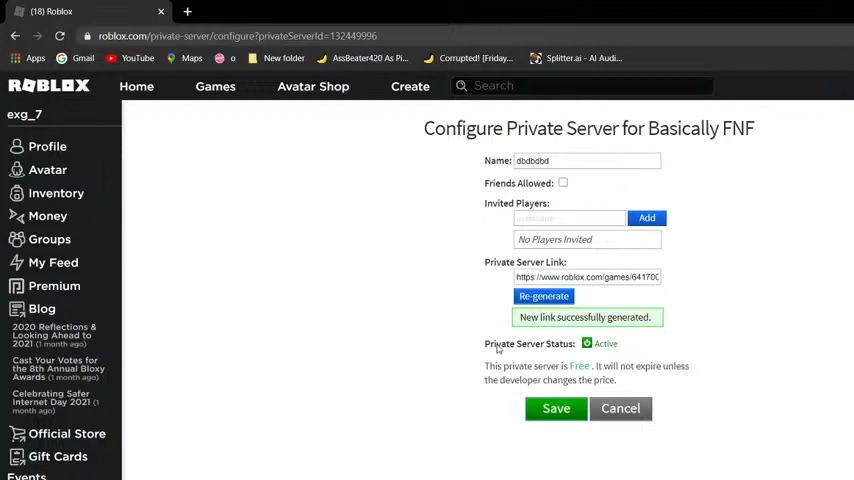 (18) Roblox
roblox.com/private-server/configure?privateServerId=132449996
Apps Gmail YouTube Maps o New folder AssBeater420 As Pi... Corrupted! [Friday... Splitter.ai - AI Audi...
ROBLOX Home Games Avatar Shop Create Search
exg_7
Profile
Avatar
Inventory
Money
Groups
My Feed
Premium
Blog
2020 Reflections &
Looking Ahead to
2021 (1 month ago)
Cast Your Votes for
the 8th Annual Bloxy
Awards (1 month ago)
Celebrating Safer
Internet Day 2021 (1
month ago)
Official Store
Gift Cards
Events
Configure Private Server for Basically FNF
Name: dbdbdbd
Friends Allowed:
Invited Players:
username Add
No Players Invited
Private Server Link:
https://www.roblox.com/games/641700
Re-generate
New link successfully generated.
Private Server Status: Active
This private server is Free . It will not expire unless
the developer changes the price.
Save Cancel